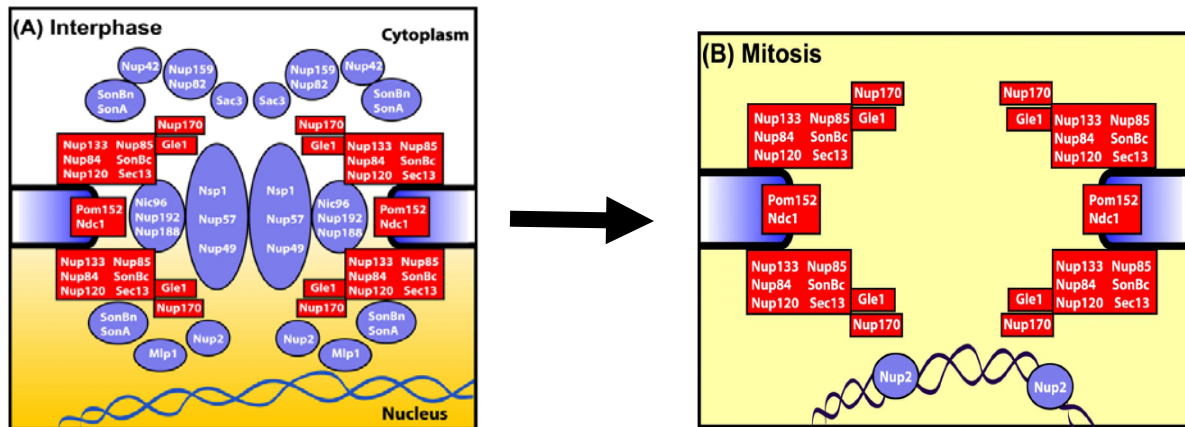 (A) Interphase
Cytoplasm
Nup42
Nup159
Nup82
SonBn
SonA
Sac3
Sac3
Nup159
Nup82
Nup42
SonBn
SonA
Nup170
Gle1
Nup133 Nup85
Nup84 SonBc
Nup120 Sec13
Nup170
Gle1
Nup133 Nup85
Nup84 SonBc
Nup120 Sec13
Pom152
Ndc1
Nic96
Nup192
Nup188
Nsp1
Nup57
Nup49
Nsp1
Nup57
Nup49
Nic96
Nup192
Nup188
Pom152
Ndc1
Nup133 Nup85
Nup84 SonBc
Nup120 Sec13
Gle1
Nup170
Gle1
Nup170
Nup133 Nup85
Nup84 SonBc
Nup120 Sec13
SonBn
SonA
Mlp1
Nup2
Nup2
Mlp1
SonBn
SonA
Nucleus
(B) Mitosis
Nup170
Gle1
Nup133 Nup85
Nup84 SonBc
Nup120 Sec13
Nup170
Gle1
Nup133 Nup85
Nup84 SonBc
Nup120 Sec13
Pom152
Ndc1
Pom152
Ndc1
Nup133 Nup85
Nup84 SonBc
Nup120 Sec13
Gle1
Nup170
Gle1
Nup170
Nup133 Nup85
Nup84 SonBc
Nup120 Sec13
Nup2
Nup2